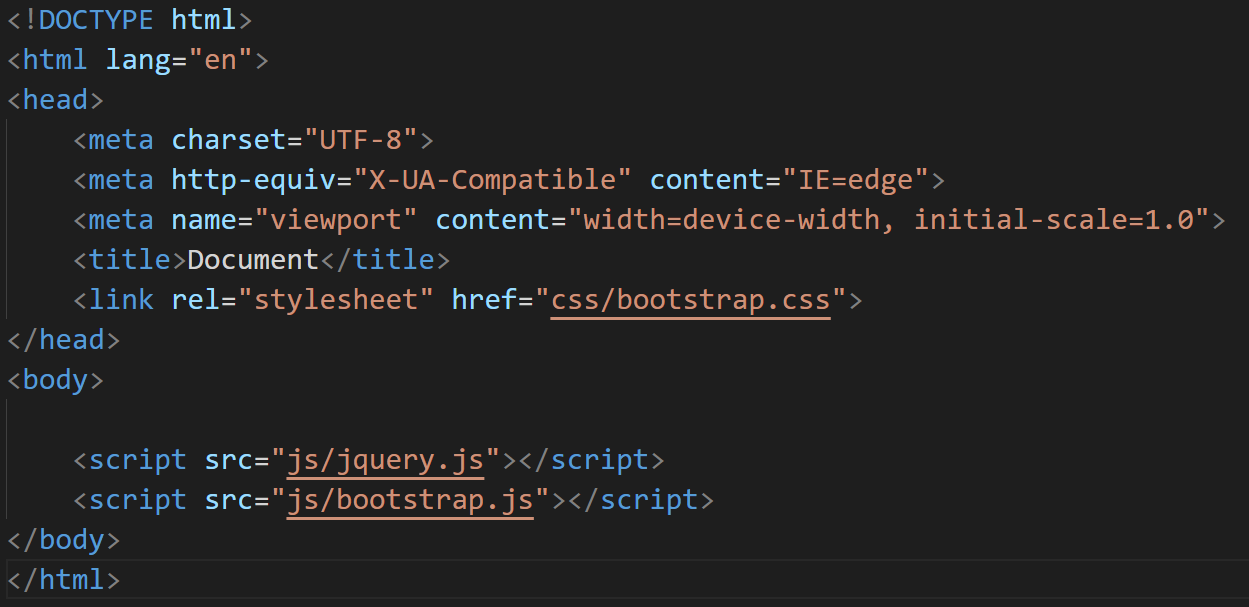 <!DOCTYPE html>
<html lang="en">
<head>
    <meta charset="UTF-8">
    <meta http-equiv="X-UA-Compatible" content="IE=edge">
    <meta name="viewport" content="width=device-width, initial-scale=1.0">
    <title>Document</title>
    <link rel="stylesheet" href="css/bootstrap.css">
</head>
<body>

    <script src="js/jquery.js"></script>
    <script src="js/bootstrap.js"></script>
</body>
</html>